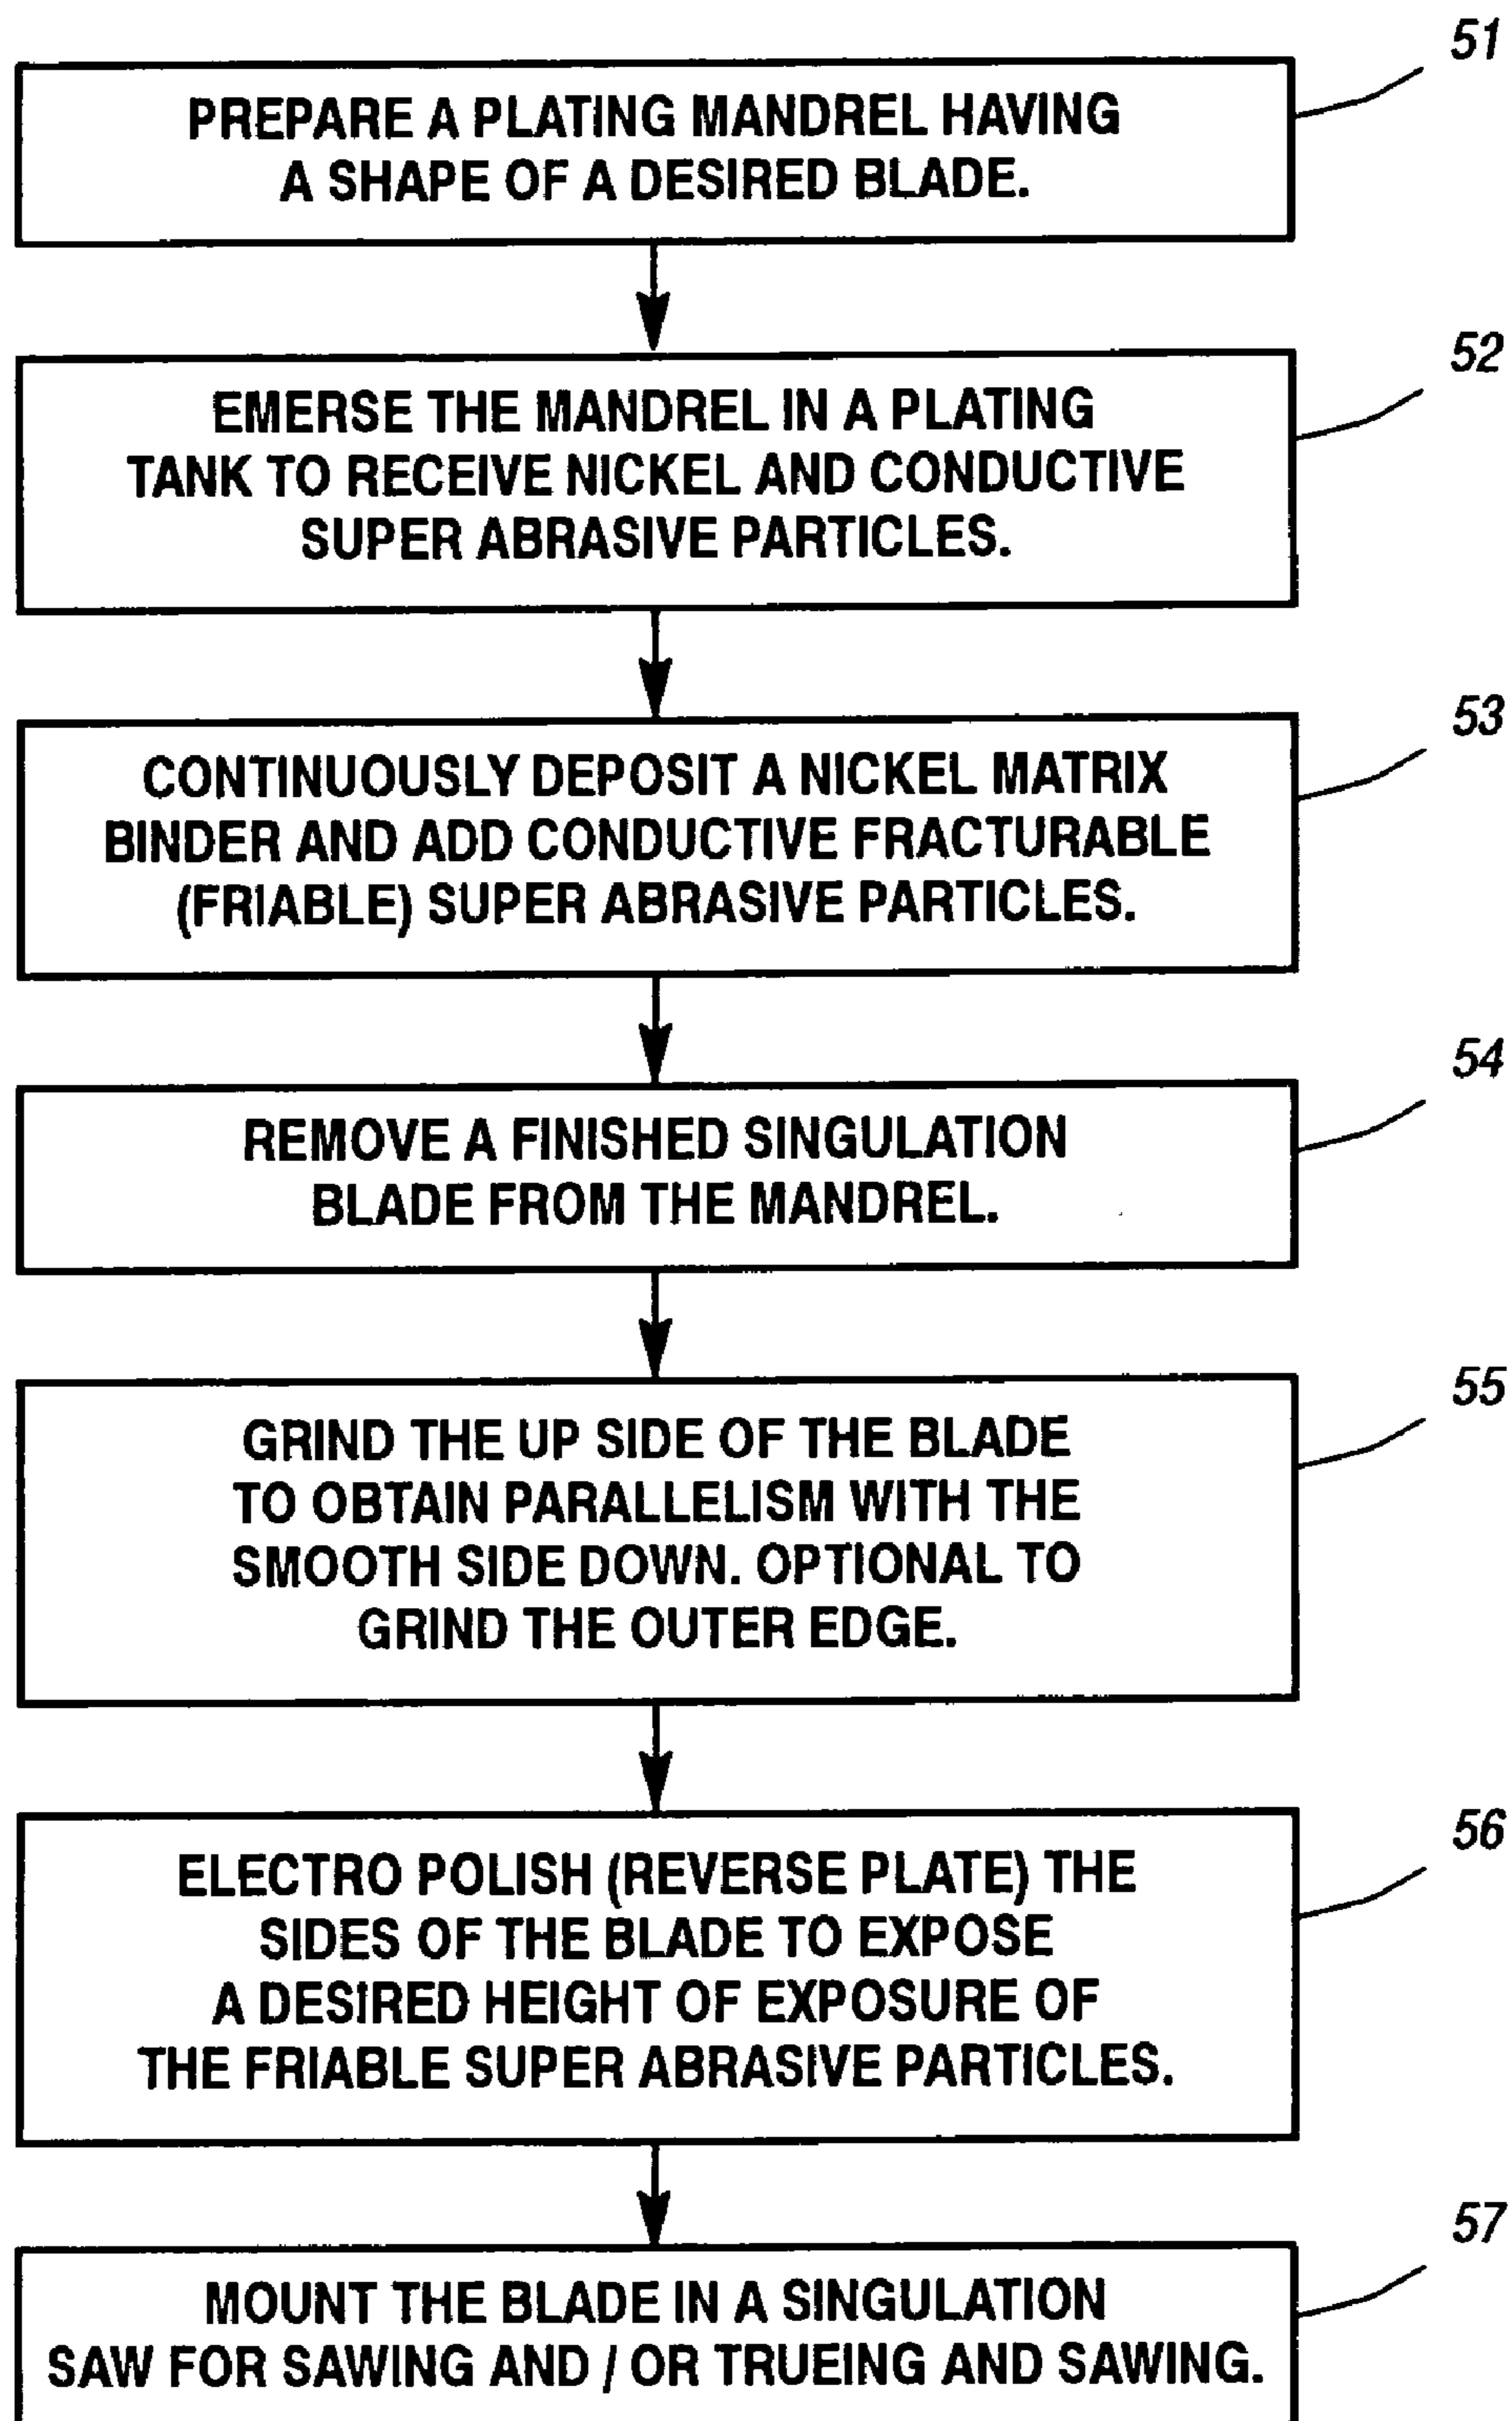 51
PREPARE A PLATING MANDREL HAVING
A SHAPE OF A DESIRED BLADE.
52
EMERSE THE MANDREL IN A PLATING
TANK TO RECEIVE NICKEL AND CONDUCTIVE
SUPER ABRASIVE PARTICLES.
53
CONTINUOUSLY DEPOSIT A NICKEL MATRIX
BINDER AND ADD CONDUCTIVE FRACTURABLE
(FRIABLE) SUPER ABRASIVE PARTICLES.
54
REMOVE A FINISHED SINGULATION
BLADE FROM THE MANDREL.
55
GRIND THE UP SIDE OF THE BLADE
TO OBTAIN PARALLELISM WITH THE
SMOOTH SIDE DOWN. OPTIONAL TO
GRIND THE OUTER EDGE.
56
ELECTRO POLISH (REVERSE PLATE) THE
SIDES OF THE BLADE TO EXPOSE
A DESIRED HEIGHT OF EXPOSURE OF
THE FRIABLE SUPER ABRASIVE PARTICLES.
57
MOUNT THE BLADE IN A SINGULATION
SAW FOR SAWING AND / OR TRUEING AND SAWING.